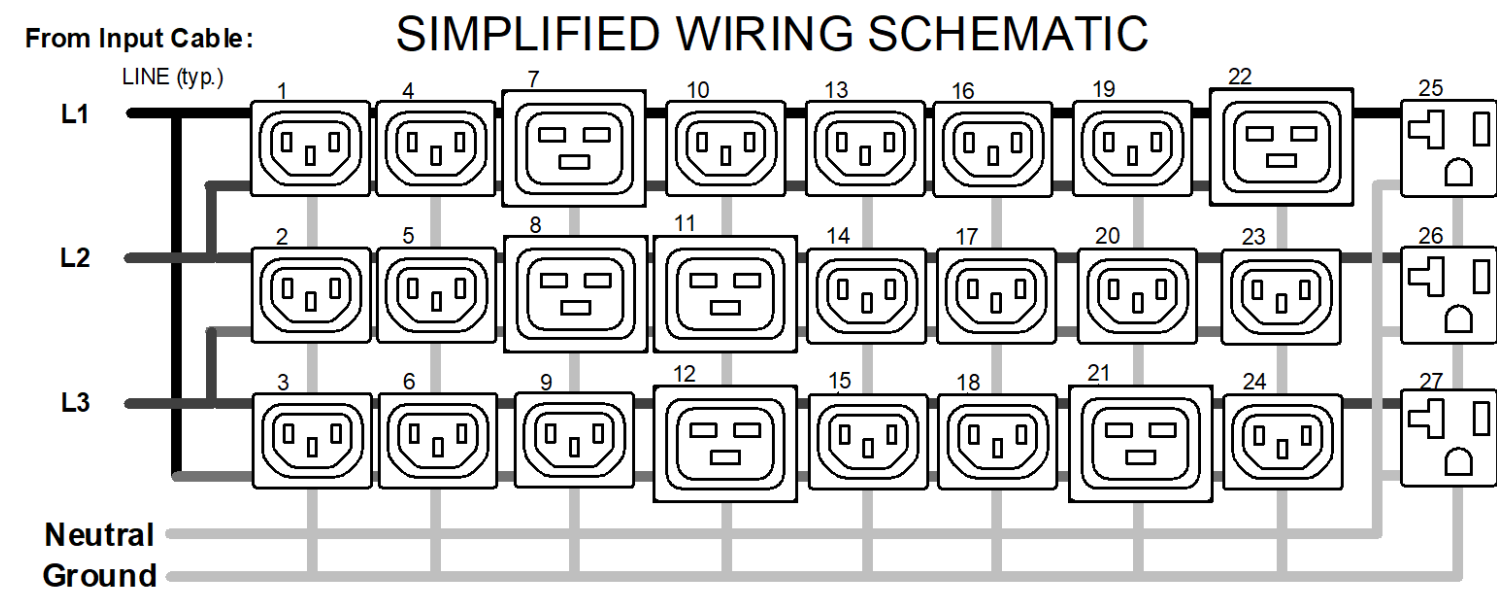 SIMPLIFIED WIRING SCHEMATIC
From Input Cable:
LINE (typ.)
1 4 7 10 13 16 19 22 25
L1
2 5 8 11 14 17 20 23 26
L2
3 6 9 12 15 18 21 24 27
L3
Neutral
Ground